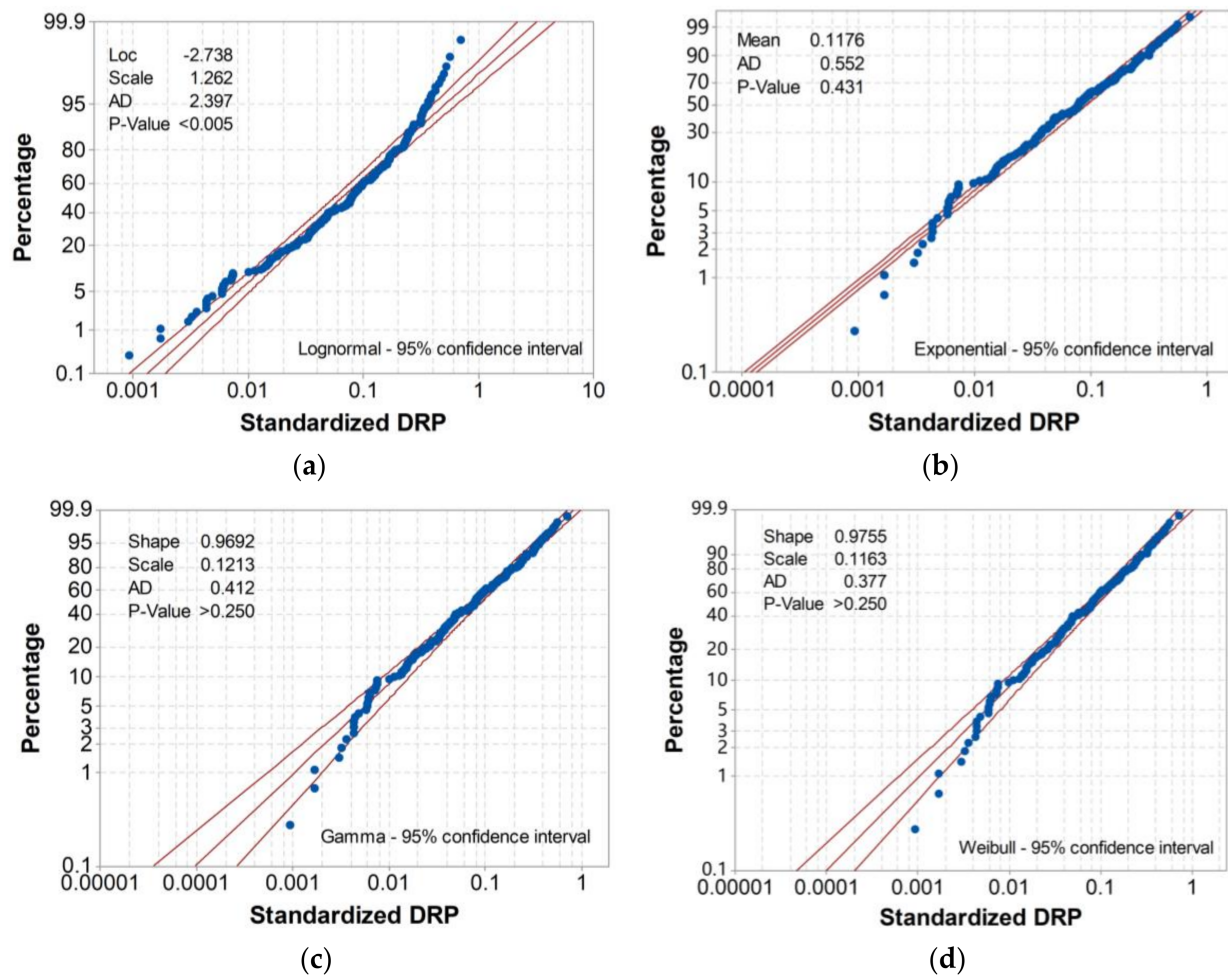 99.9
95
80
60
40
20
5
1
0.1
Percentage
Loc -2.738
Scale 1.262
AD 2.397
P-Value <0.005
Lognormal - 95% confidence interval
0.001 0.01 0.1 1 10
Standardized DRP
(a)
99
90
70
50
30
10
5
3
2
1
0.1
Percentage
Mean 0.1176
AD 0.552
P-Value 0.431
Exponential - 95% confidence interval
0.0001 0.001 0.01 0.1 1
Standardized DRP
(b)
99.9
95
80
60
40
20
10
5
3
2
1
0.1
Percentage
Shape 0.9692
Scale 0.1213
AD 0.412
P-Value >0.250
Gamma - 95% confidence interval
0.00001 0.0001 0.001 0.01 0.1 1
Standardized DRP
(c)
99.9
90
80
60
40
20
10
5
3
2
1
0.1
Percentage
Shape 0.9755
Scale 0.1163
AD 0.377
P-Value >0.250
Weibull - 95% confidence interval
0.00001 0.0001 0.001 0.01 0.1 1
Standardized DRP
(d)